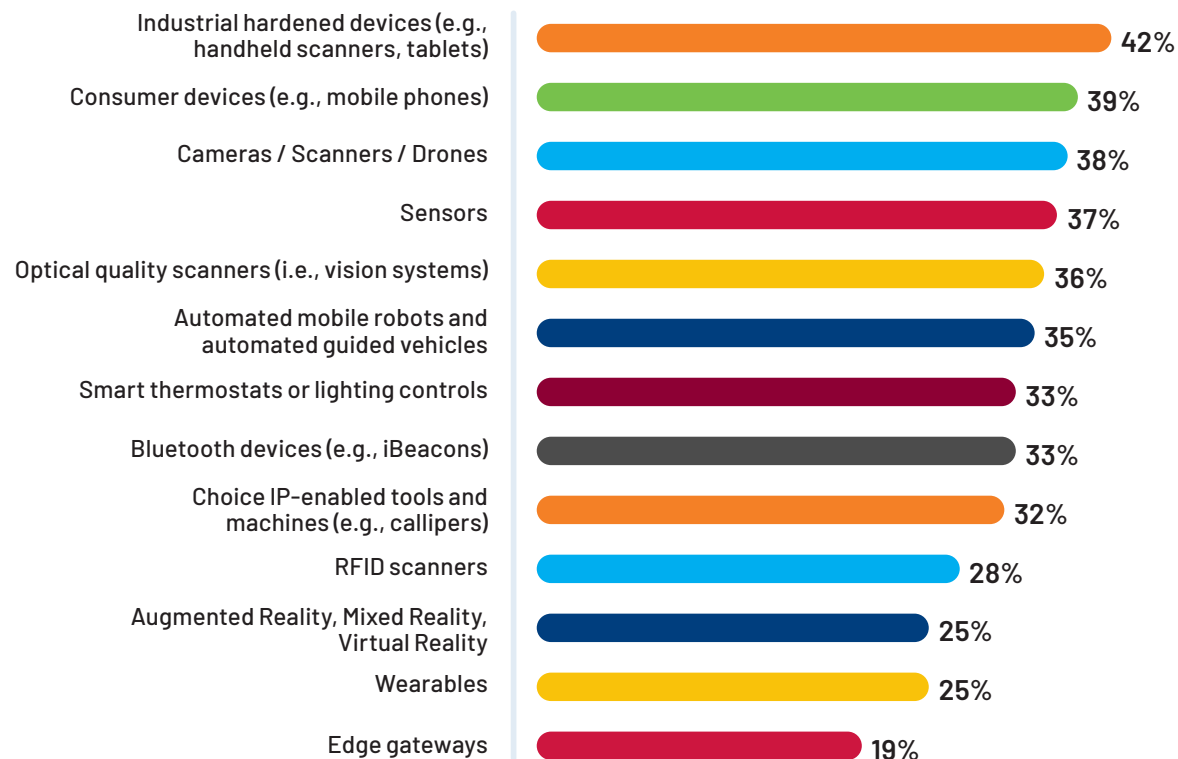 Industrial hardened devices (e.g.,
handheld scanners, tablets)
42%
Consumer devices (e.g., mobile phones)
39%
Cameras / Scanners / Drones
38%
Sensors
37%
Optical quality scanners (i.e., vision systems)
36%
Automated mobile robots and
automated guided vehicles
35%
Smart thermostats or lighting controls
33%
Bluetooth devices (e.g., iBeacons)
33%
Choice IP-enabled tools and
machines (e.g., callipers)
32%
RFID scanners
28%
Augmented Reality, Mixed Reality,
Virtual Reality
25%
Wearables
25%
Edge gateways
19%